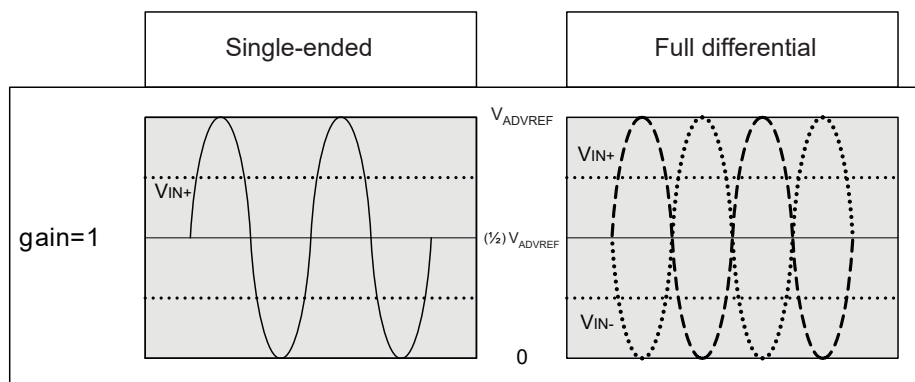 Single-ended
Full differential
VADVREF
VIN+
VIN+
gain=1
(½) VADVREF
VIN-
0